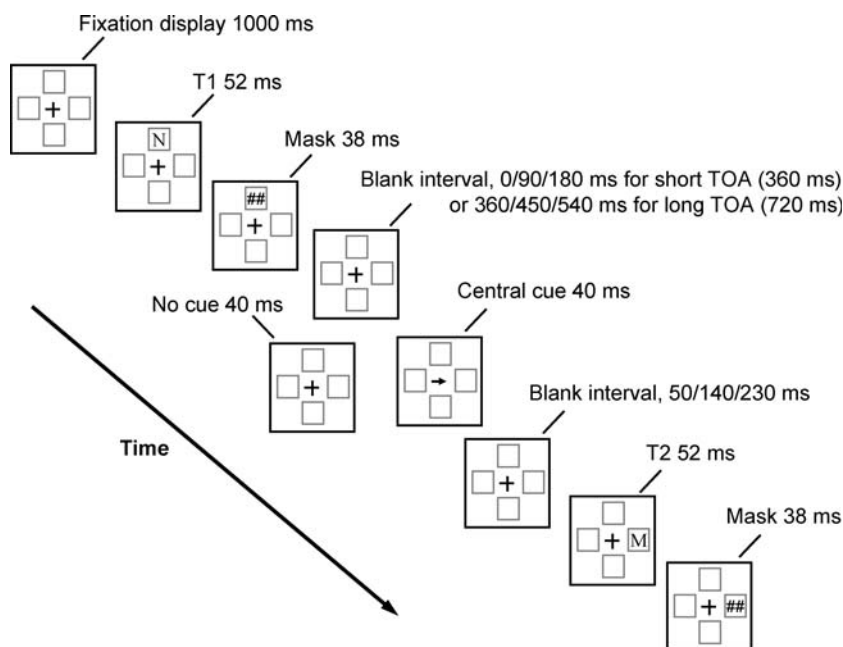 Fixation display 1000 ms
T1 52 ms
N
Mask 38 ms
##
Blank interval, 0/90/180 ms for short TOA (360 ms)
or 360/450/540 ms for long TOA (720 ms)
No cue 40 ms
Central cue 40 ms
Blank interval, 50/140/230 ms
Time
T2 52 ms
M
Mask 38 ms
##